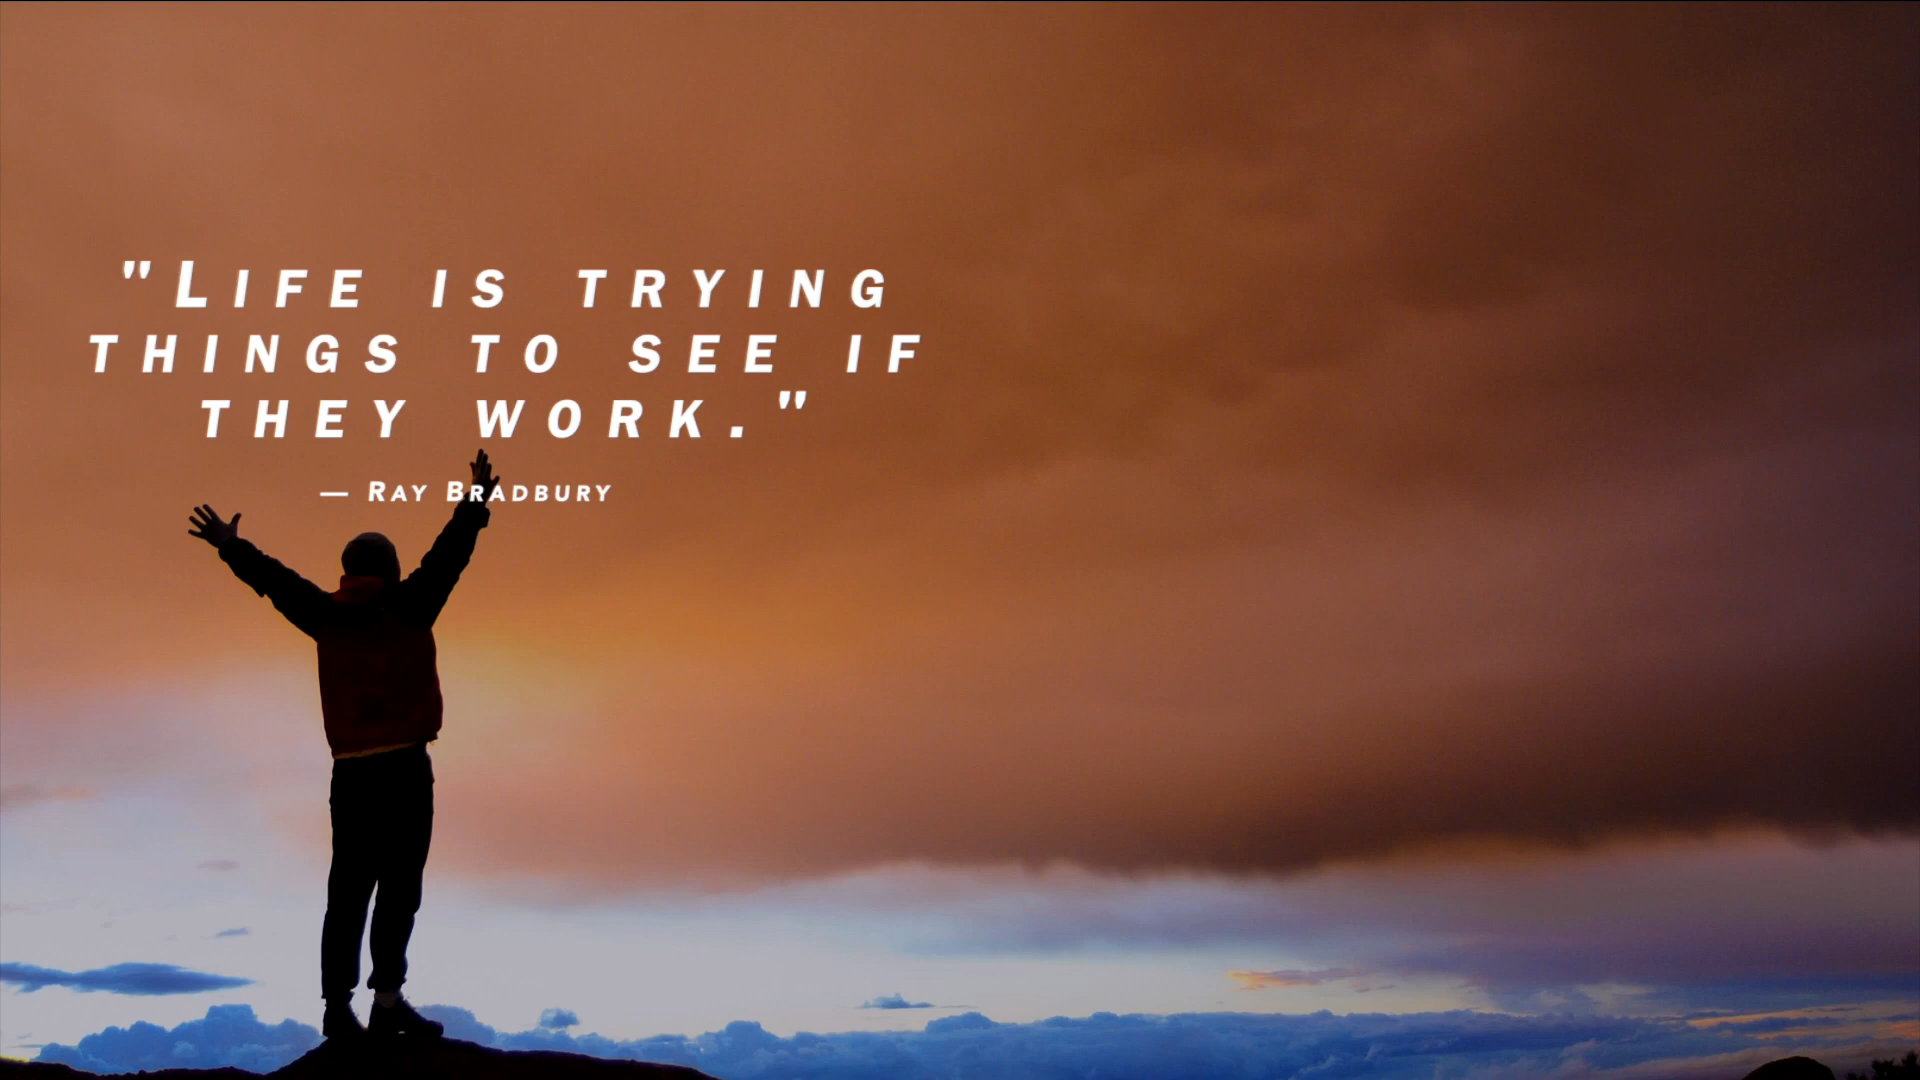 "Life is trying
things to see if
they work."
— Ray Bradbury